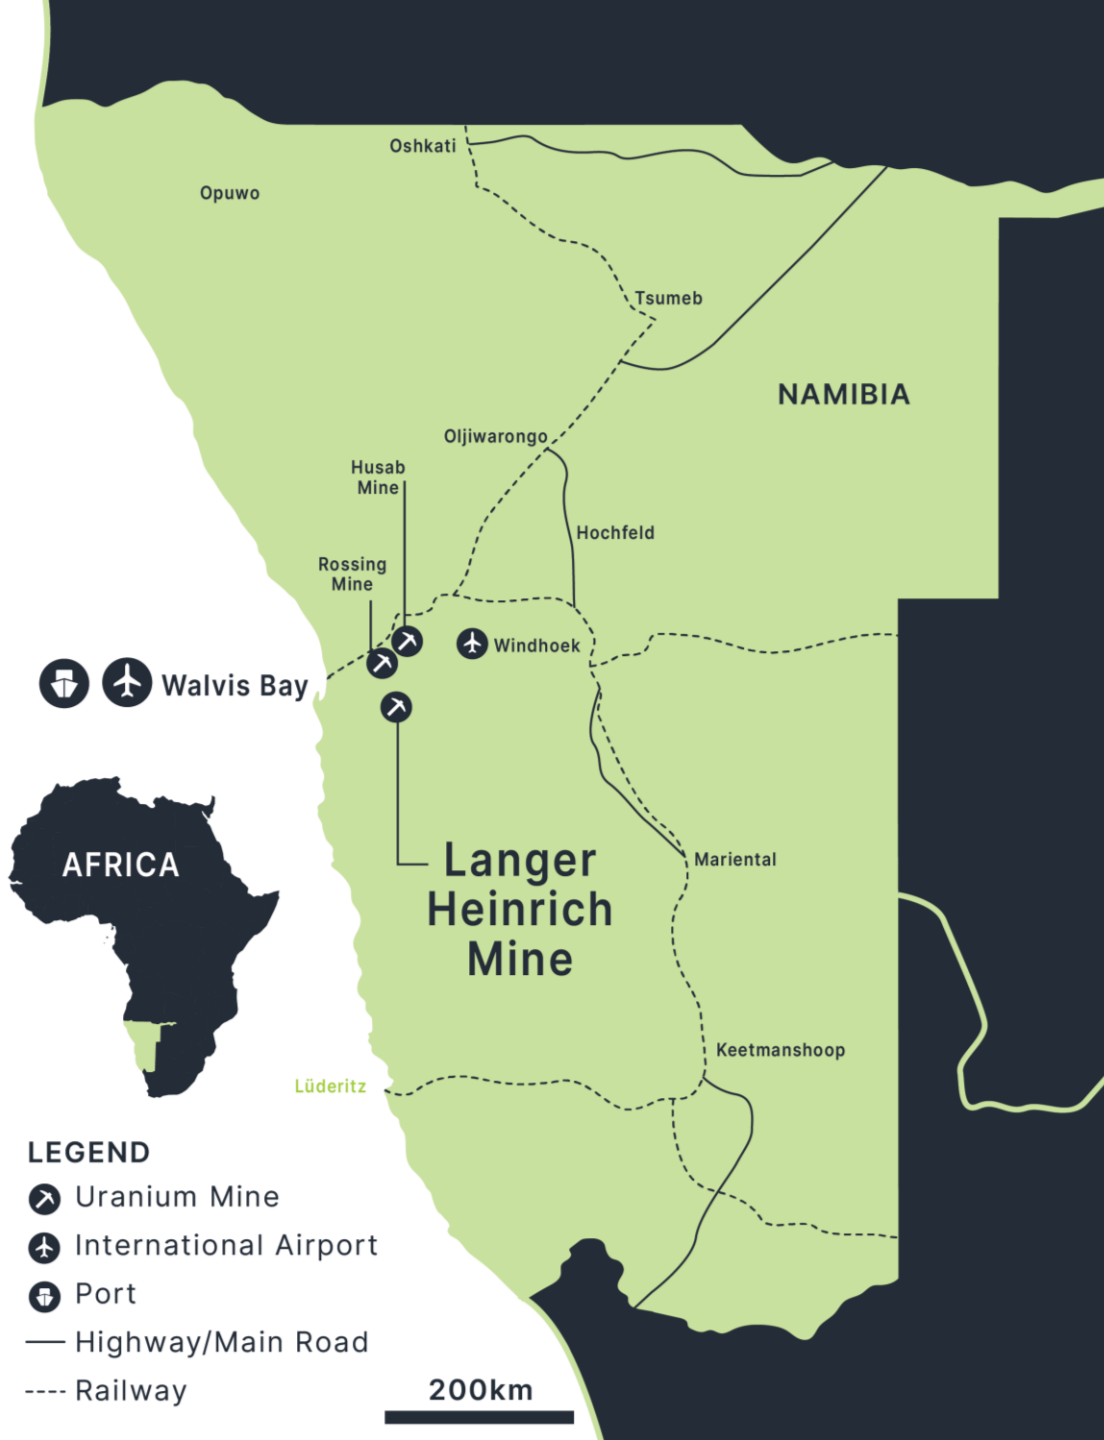 Oshkati
Opuwo
Tsumeb
NAMIBIA
Oljiwarongo
Husab
Mine
Hochfeld
Rossing
Mine
Windhoek
Walvis Bay
AFRICA
Langer
Heinrich
Mine
Mariental
Keetmanshoop
Lüderitz
LEGEND
Uranium Mine
International Airport
Port
Highway/Main Road
Railway
200km